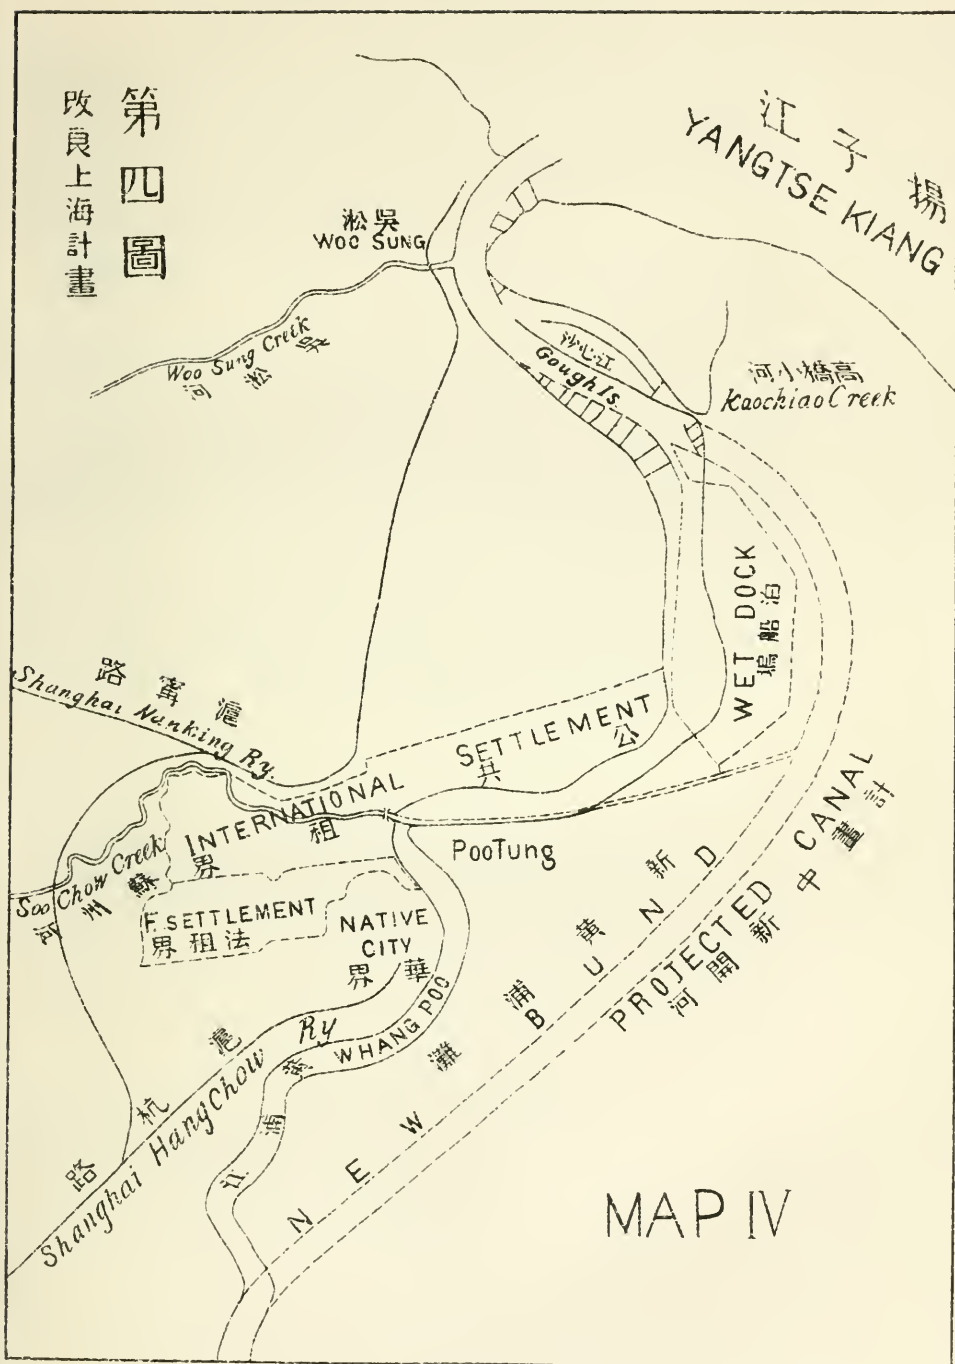 第四圖
改良上海計畫
揚子江
YANGTSE KIANG
吳淞
WOO SUNG
Woo Sung Creek
吳淞河
江心沙
Gough Is.
高橋小河
Kaochiao Creek
WET DOCK
泊船塢
滬甯路
Shanghai Nanking Ry.
INTERNATIONAL SETTLEMENT
公共租界
Soo Chow Creek
蘇州河
F. SETTLEMENT
法租界
NATIVE CITY
華界
PooTung
WHANG POO
黃浦江
滬杭路
Shanghai HangChow Ry
NEW BUND
新黃浦灘
PROJECTED CANAL
計畫中新開河
MAP IV